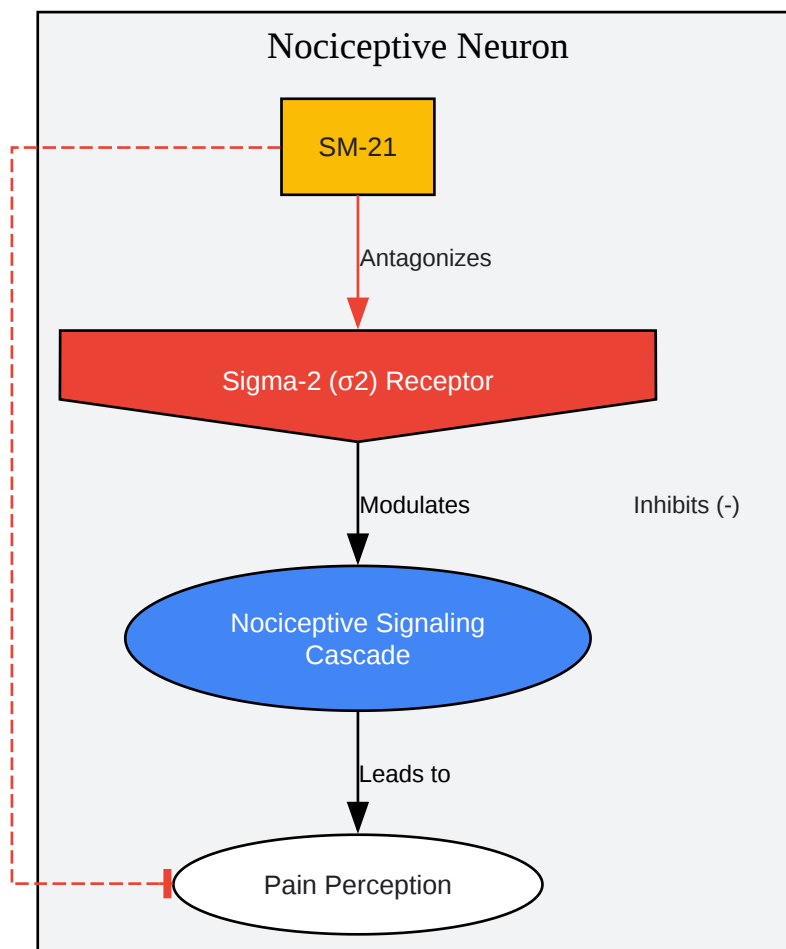 Nociceptive Neuron
SM-21
Antagonizes
Sigma-2 (σ2) Receptor
Modulates
Inhibits (-)
Nociceptive Signaling
Cascade
Leads to
Pain Perception